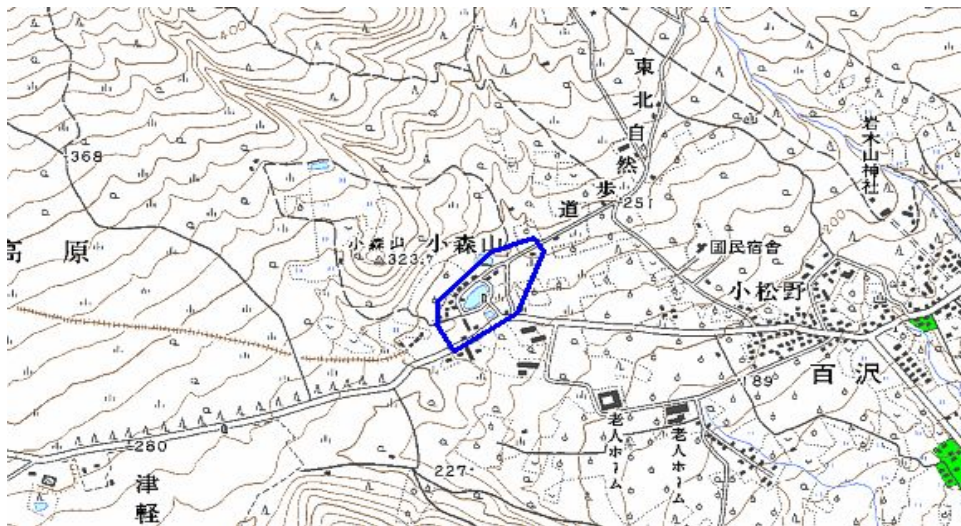 東北自然歩道
岩木山神社
368
251
高原
小森山
323.7
小森山
国民宿舎
小松野
百沢
189
老人ホーム
老人ホーム
280
227
津軽